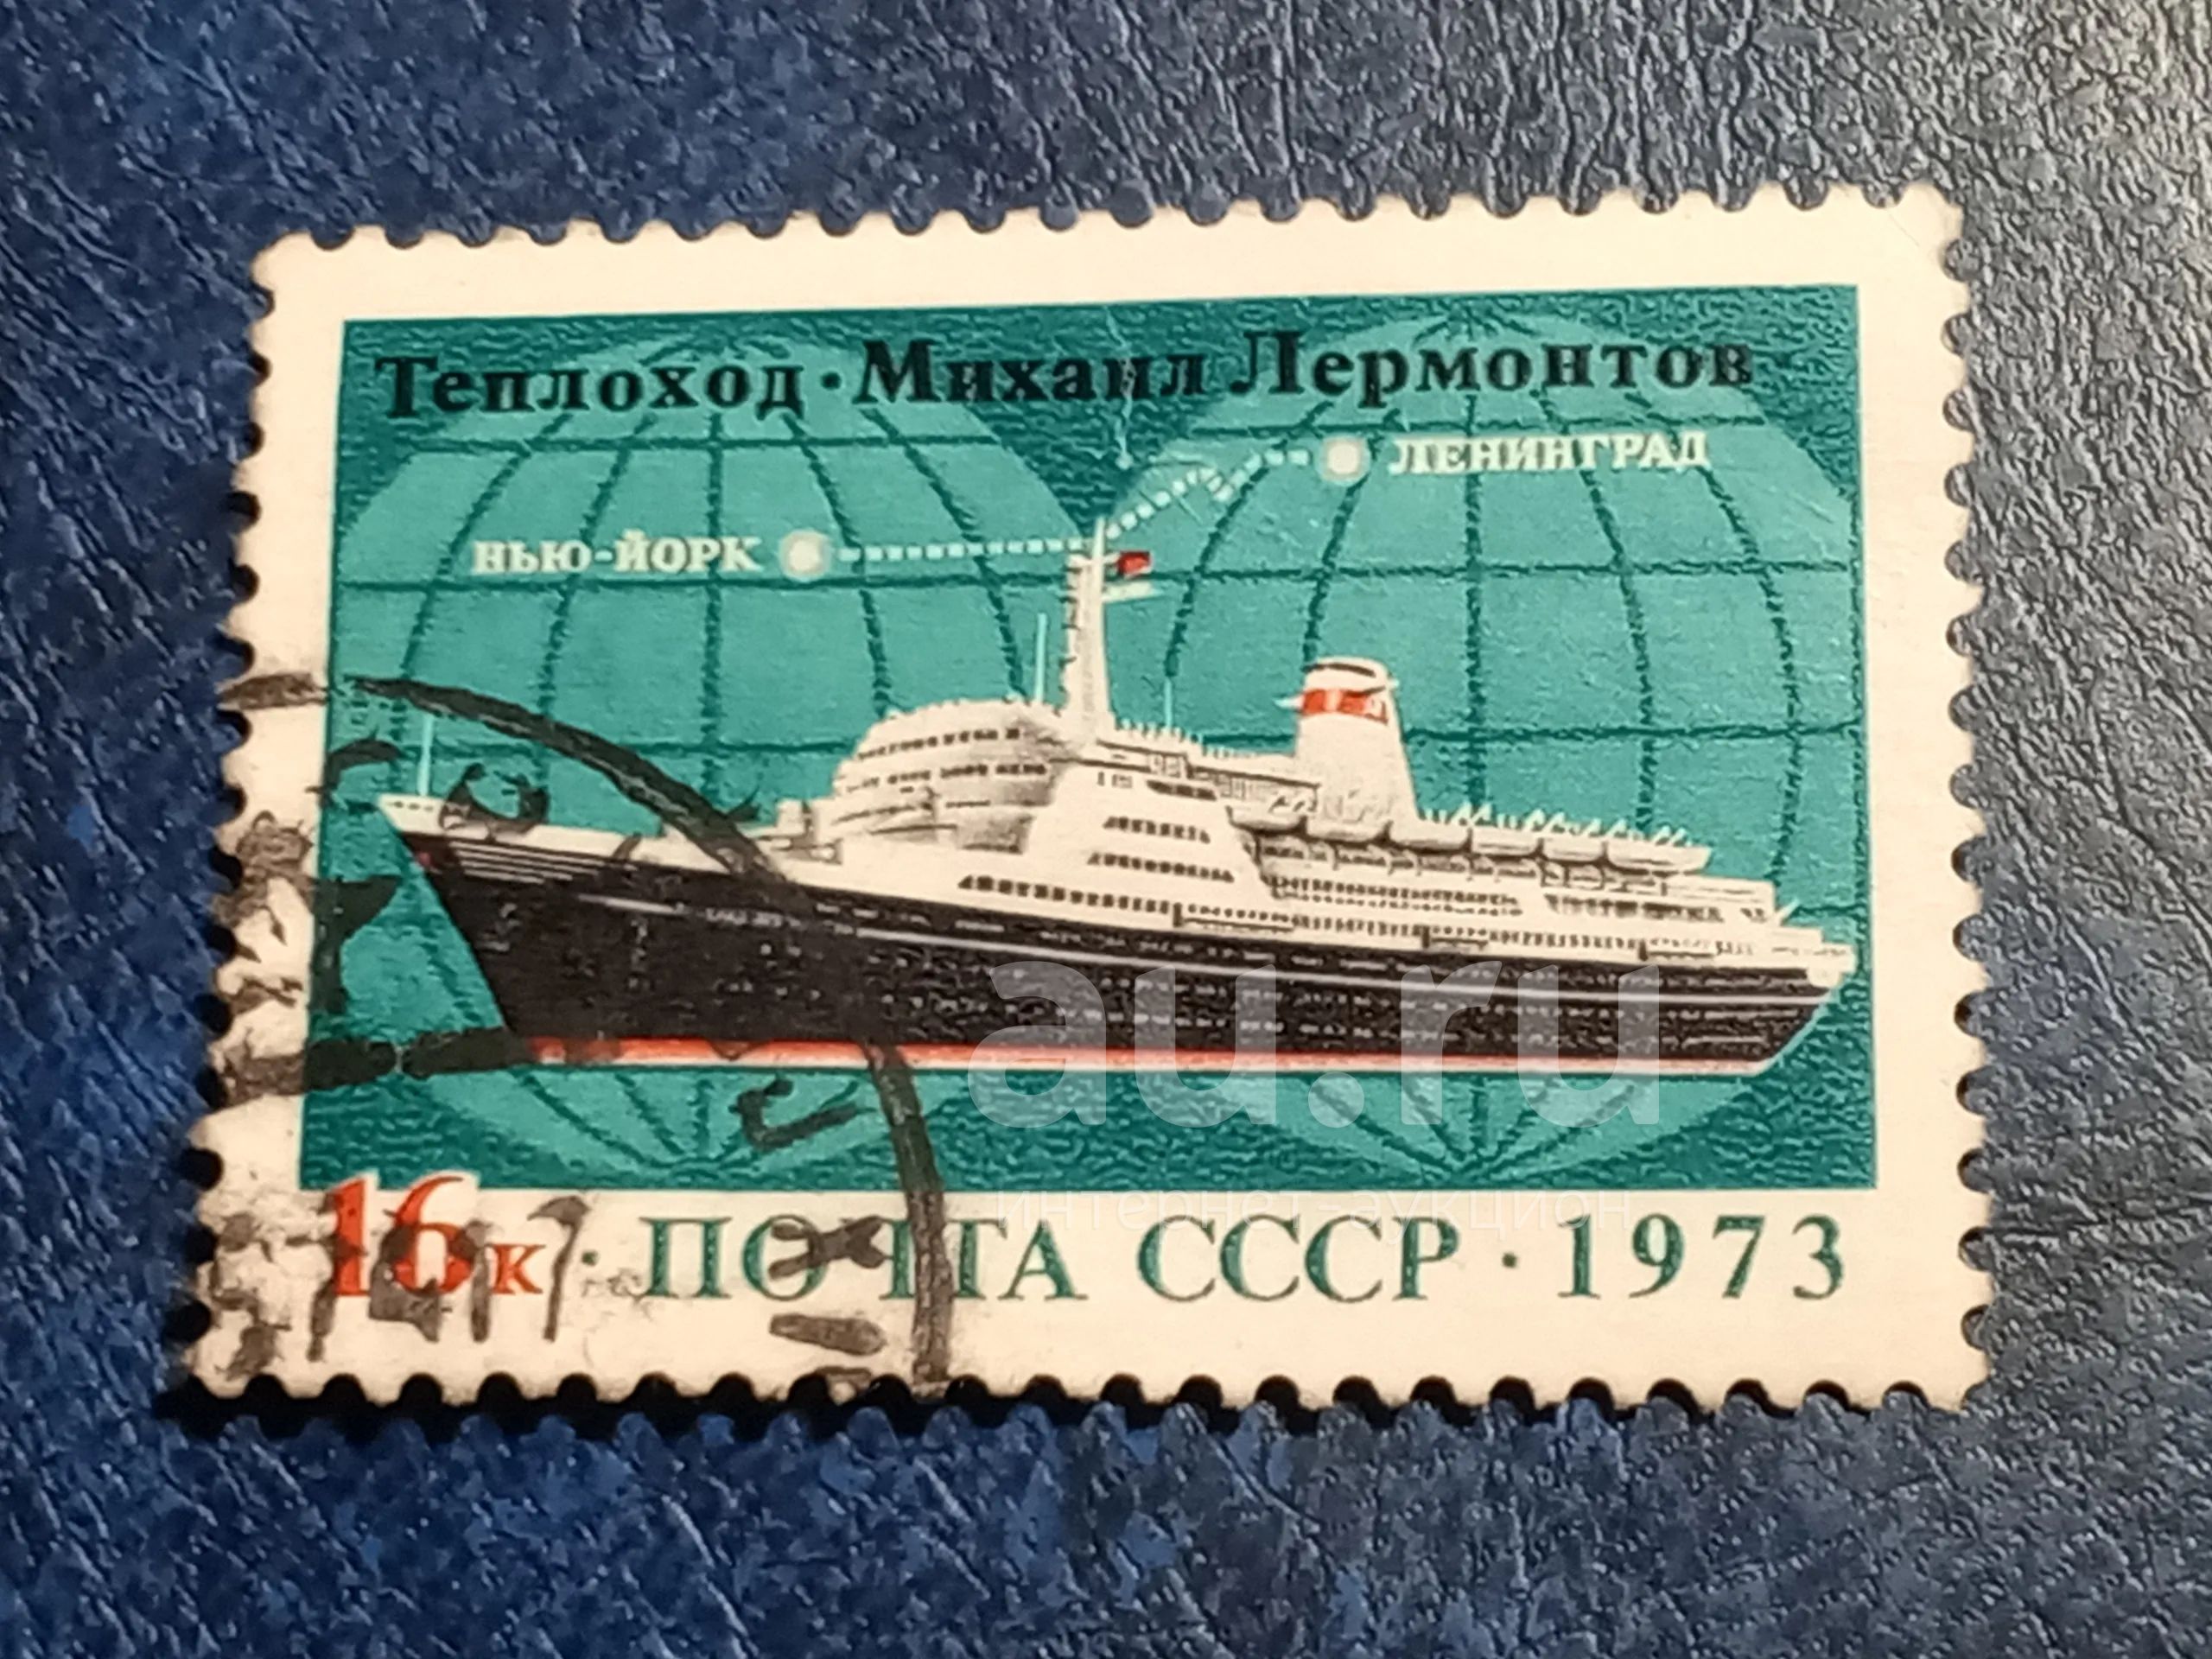 Теплоход · Михаил Лермонтов
ЛЕНИНГРАД
НЬЮ-ЙОРК
au.ru
интернет-аукцион
16к · ПОЧТА СССР · 1973